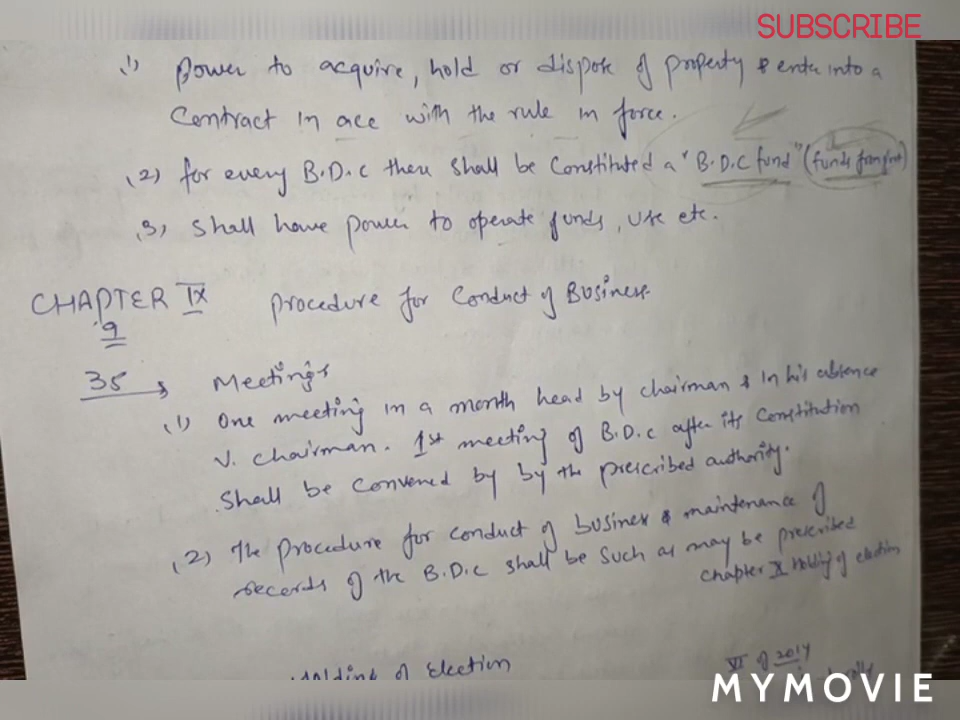 SUBSCRIBE
(1) Power to acquire, hold or dispose of property & enter into a
Contract in acc with the rule in force.
(2) for every B.D.C there shall be Constituted a "B.D.C fund" (funds from
(3) Shall have power to operate funds, use etc.
CHAPTER IX Procedure for Conduct of Business
9
35 Meetings
(1) One meeting in a month head by chairman & in his absence
V. chairman. 1st meeting of B.D.C after its Constitution
Shall be convened by by the prescribed authority.
(2) The procedure for conduct of business & maintenance of
records of the B.D.C shall be such as may be prescribed
Chapter X Holding of election
Holding of Election
VI of 2014
MYMOVIE